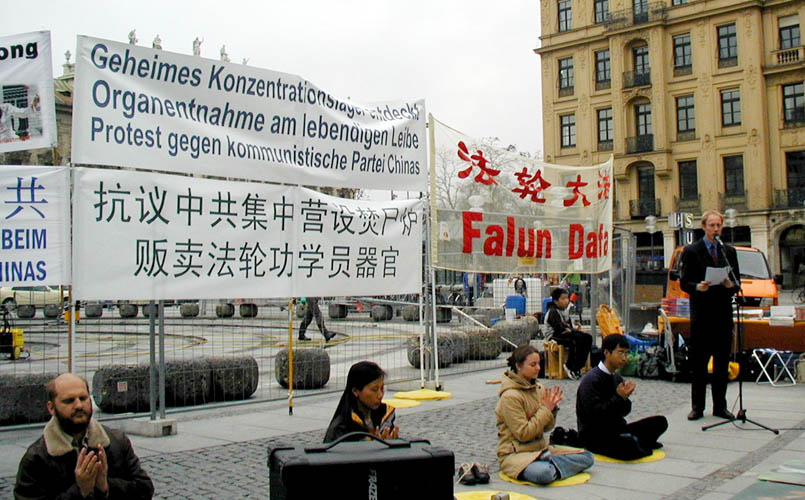 ong
Geheimes Konzentrationslager entdeckt
Organentnahme am lebendigen Leibe
Protest gegen kommunistische Partei Chinas
共
BEIM
CHINAS
抗议中共集中营设焚尸炉
贩卖法轮功学员器官
法轮大法
Falun Dafa
FRAZE